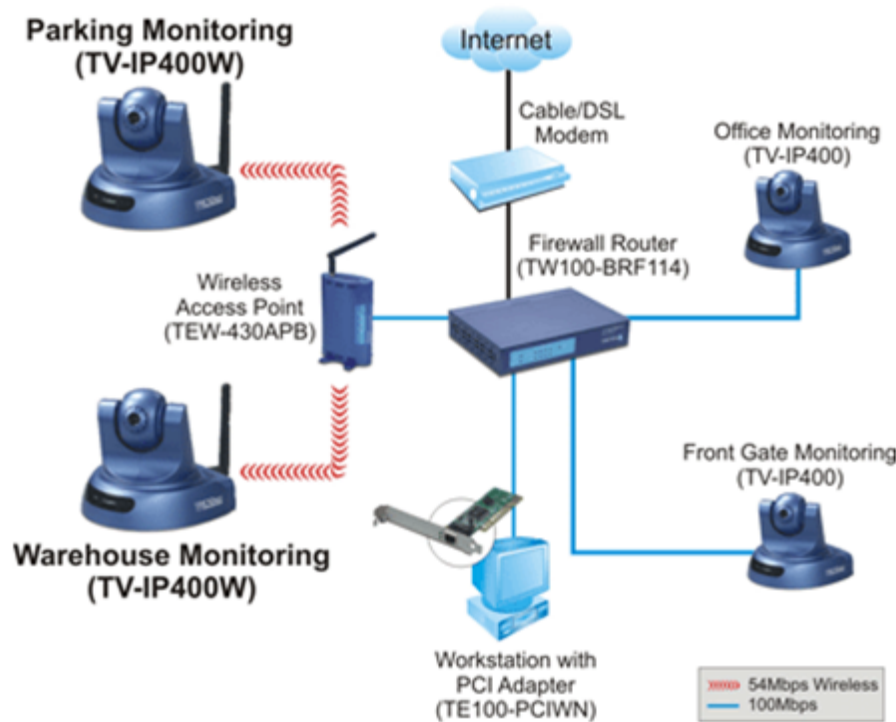 Parking Monitoring
(TV-IP400W)
Internet
Cable/DSL
Modem
Office Monitoring
(TV-IP400)
Firewall Router
(TW100-BRF114)
Wireless
Access Point
(TEW-430APB)
Front Gate Monitoring
(TV-IP400)
Warehouse Monitoring
(TV-IP400W)
Workstation with
PCI Adapter
(TE100-PCIWN)
54Mbps Wireless
100Mbps